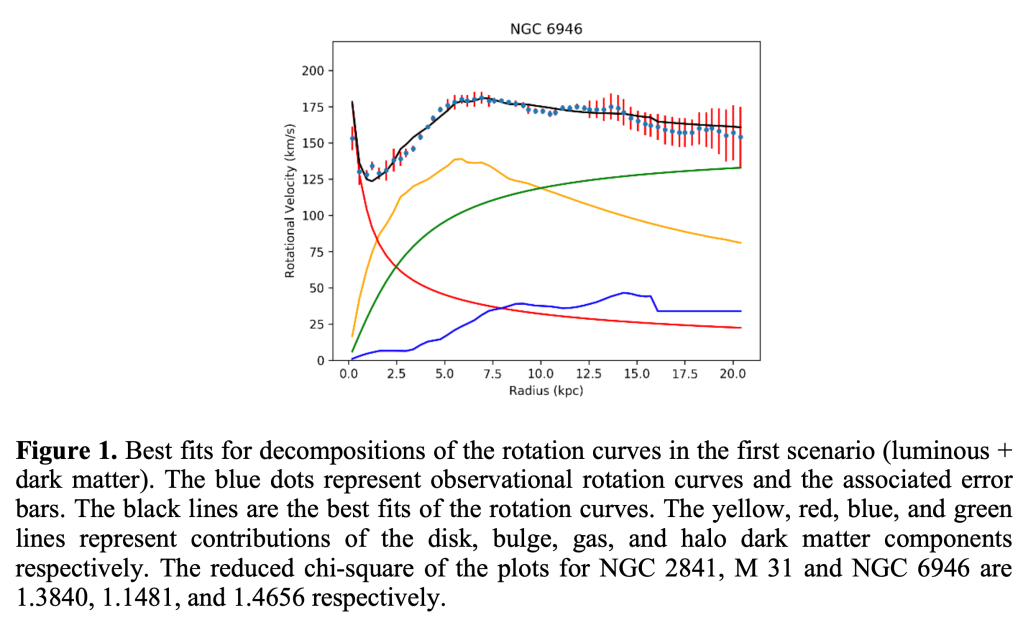 NGC 6946
Rotational Velocity (km/s)
200
175
150
125
100
75
50
25
0
0.0 2.5 5.0 7.5 10.0 12.5 15.0 17.5 20.0
Radius (kpc)
Figure 1. Best fits for decompositions of the rotation curves in the first scenario (luminous +
dark matter). The blue dots represent observational rotation curves and the associated error
bars. The black lines are the best fits of the rotation curves. The yellow, red, blue, and green
lines represent contributions of the disk, bulge, gas, and halo dark matter components
respectively. The reduced chi-square of the plots for NGC 2841, M 31 and NGC 6946 are
1.3840, 1.1481, and 1.4656 respectively.